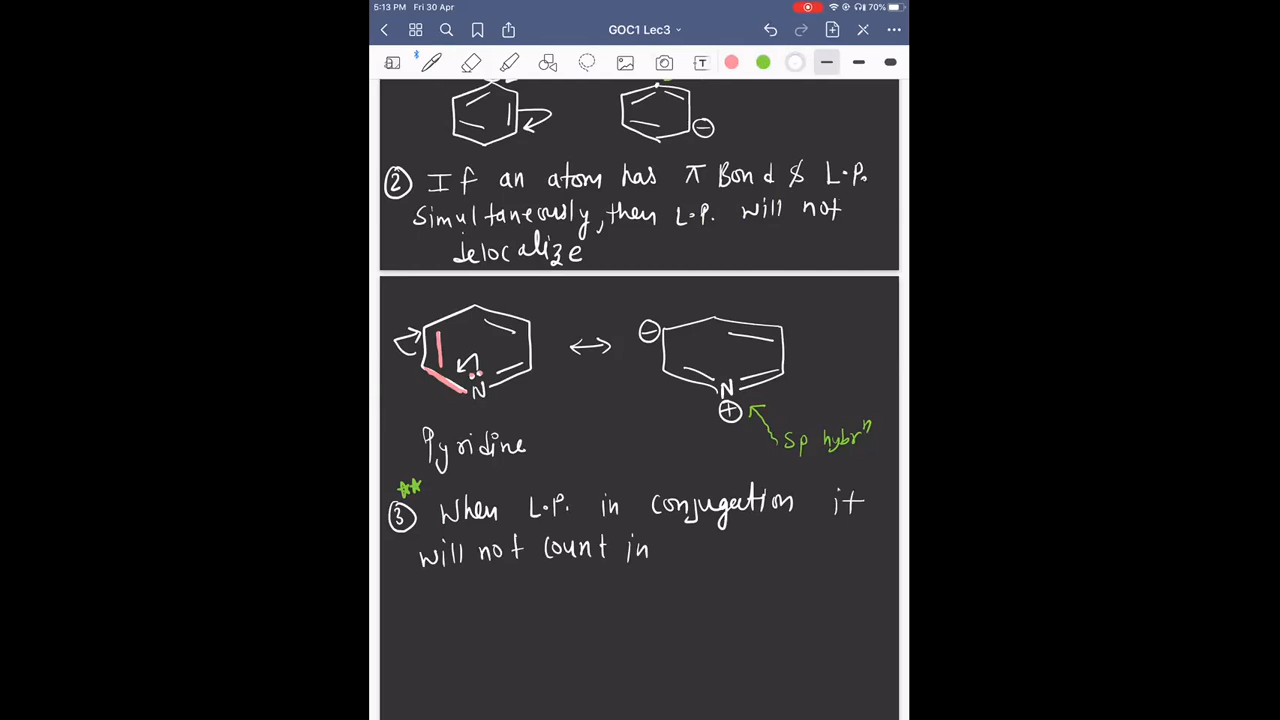 5:13 PM Fri 30 Apr
70%
GOC1 Lec3
② If an atom has π Bond & L.P.
simultaneously, then L.P. will not
delocalize
N
N
⊕
⊖
⊖
Sp hybrⁿ
Pyridine
③ When L.P. in conjugation it
will not count in